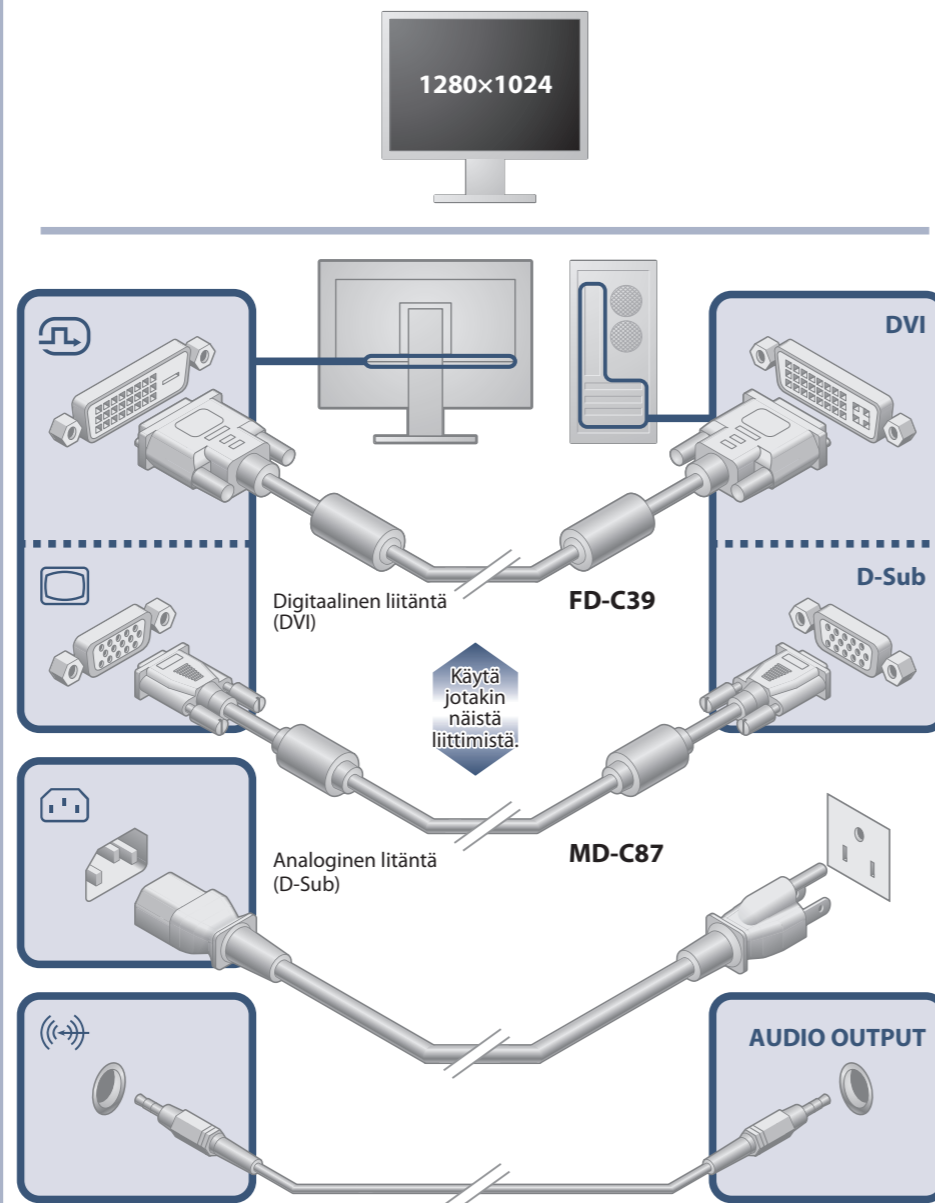 1280×1024
DVI
D-Sub
Digitaalinen liitäntä
(DVI)
FD-C39
Käytä
jotakin
näistä
liittimistä.
Analoginen litäntä
(D-Sub)
MD-C87
AUDIO OUTPUT